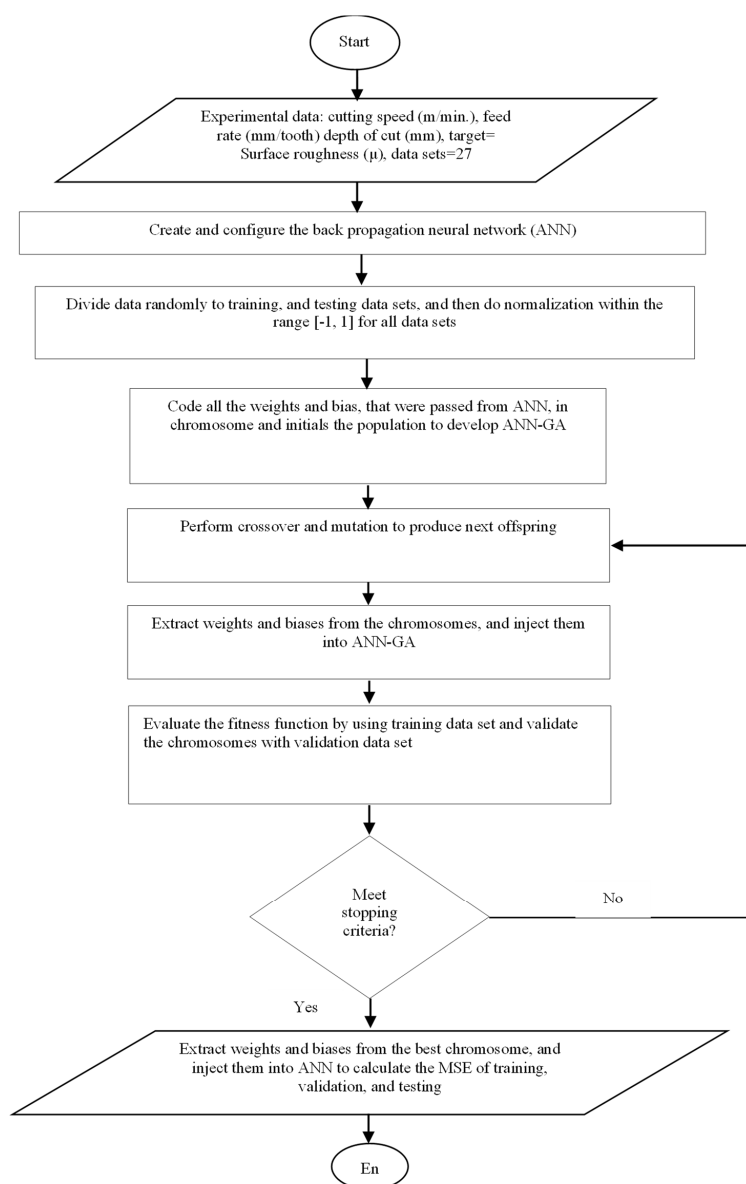 Start
Experimental data: cutting speed (m/min.), feed
rate (mm/tooth) depth of cut (mm), target=
Surface roughness (µ), data sets=27
Create and configure the back propagation neural network (ANN)
Divide data randomly to training, and testing data sets, and then do normalization within the
range [-1, 1] for all data sets
Code all the weights and bias, that were passed from ANN, in
chromosome and initials the population to develop ANN-GA
Perform crossover and mutation to produce next offspring
Extract weights and biases from the chromosomes, and inject them
into ANN-GA
Evaluate the fitness function by using training data set and validate
the chromosomes with validation data set
Meet
stopping
criteria?
No
Yes
Extract weights and biases from the best chromosome, and
inject them into ANN to calculate the MSE of training,
validation, and testing
En